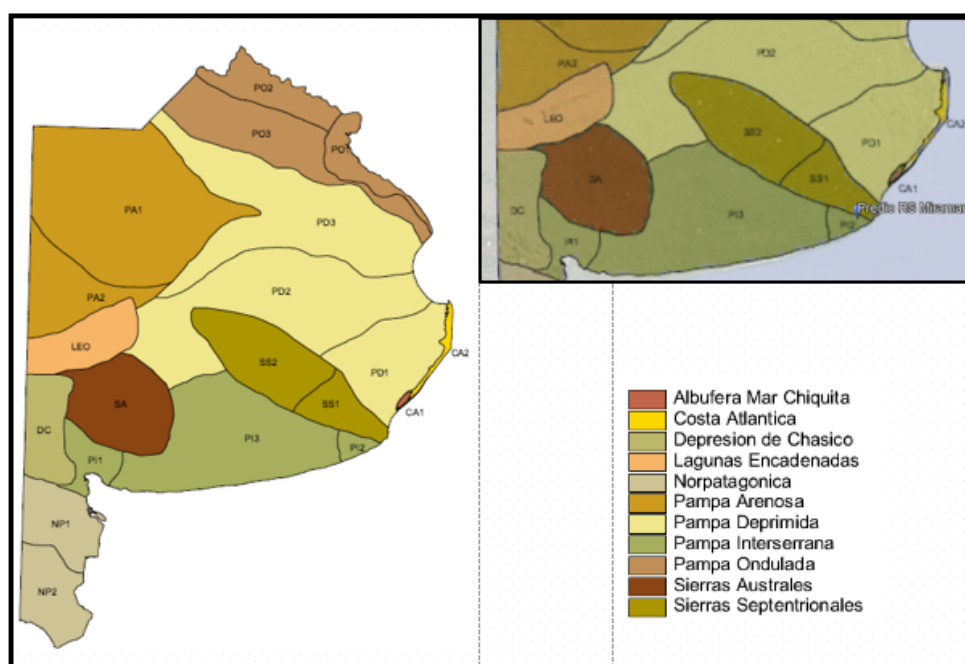 PO2
PO3
PO1
PA1
PD3
PA2
PD2
LEO
SS2
PD1
CA2
SA
SS1
CA1
DC
PI3
PI2
PI1
NP1
NP2
PD2
PA2
LEO
SS2
PD1
CA2
SA
SS1
CA1
DC
PI3
PI2
Predio RS Miramar
PI1
Albufera Mar Chiquita
Costa Atlantica
Depresion de Chasico
Lagunas Encadenadas
Norpatagonica
Pampa Arenosa
Pampa Deprimida
Pampa Interserrana
Pampa Ondulada
Sierras Australes
Sierras Septentrionales